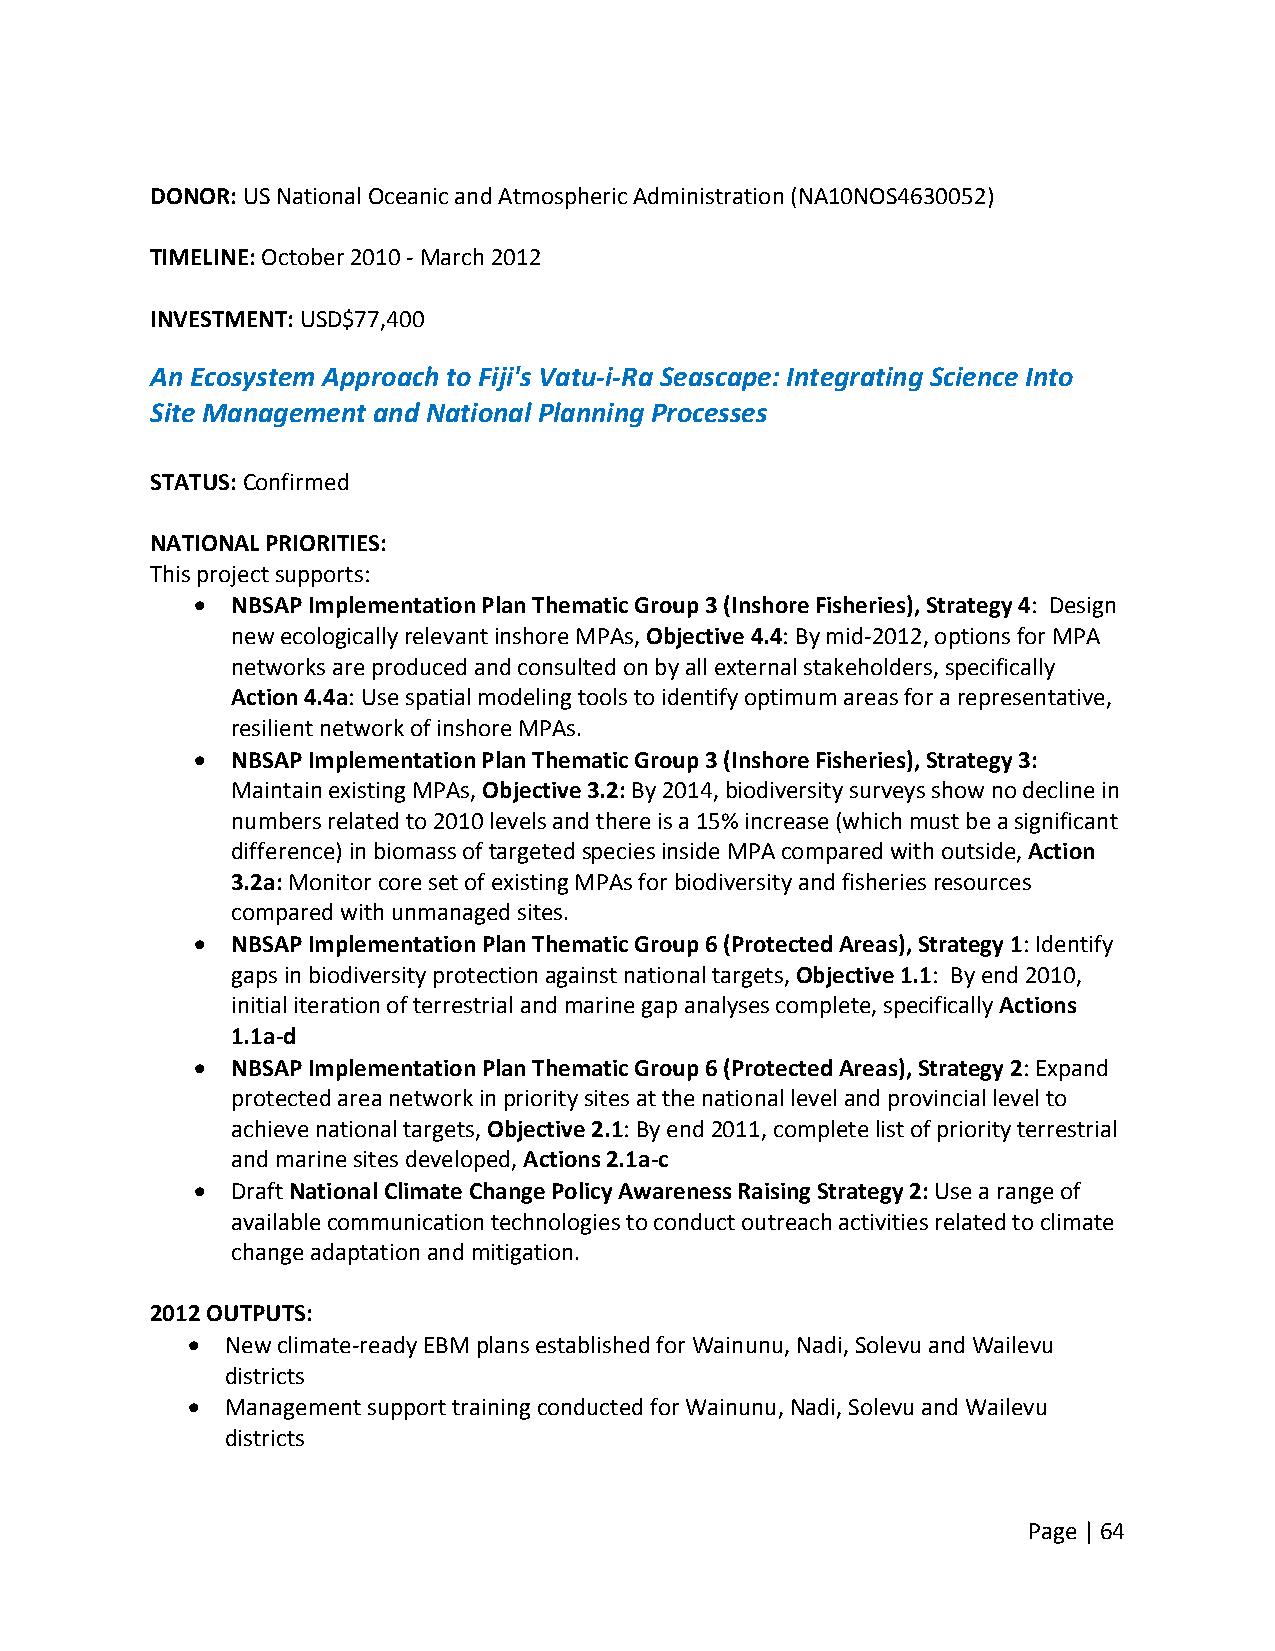 DONOR: US National Oceanic and Atmospheric Administration (NA10NOS4630052)
TIMELINE: October 2010 - March 2012
INVESTMENT: USD$77,400
An Ecosystem Approach to Fiji's Vatu-i-Ra Seascape: Integrating Science Into
Site Management and National Planning Processes
STATUS: Confirmed
NATIONAL PRIORITIES:
This project supports:
• NBSAP Implementation Plan Thematic Group 3 (Inshore Fisheries), Strategy 4:  Design
new ecologically relevant inshore MPAs, Objective 4.4: By mid-2012, options for MPA
networks are produced and consulted on by all external stakeholders, specifically
Action 4.4a: Use spatial modeling tools to identify optimum areas for a representative,
resilient network of inshore MPAs.
• NBSAP Implementation Plan Thematic Group 3 (Inshore Fisheries), Strategy 3:
Maintain existing MPAs, Objective 3.2: By 2014, biodiversity surveys show no decline in
numbers related to 2010 levels and there is a 15% increase (which must be a significant
difference) in biomass of targeted species inside MPA compared with outside, Action
3.2a: Monitor core set of existing MPAs for biodiversity and fisheries resources
compared with unmanaged sites.
• NBSAP Implementation Plan Thematic Group 6 (Protected Areas), Strategy 1: Identify
gaps in biodiversity protection against national targets, Objective 1.1:  By end 2010,
initial iteration of terrestrial and marine gap analyses complete, specifically Actions
1.1a-d
• NBSAP Implementation Plan Thematic Group 6 (Protected Areas), Strategy 2: Expand
protected area network in priority sites at the national level and provincial level to
achieve national targets, Objective 2.1: By end 2011, complete list of priority terrestrial
and marine sites developed, Actions 2.1a-c
• Draft National Climate Change Policy Awareness Raising Strategy 2: Use a range of
available communication technologies to conduct outreach activities related to climate
change adaptation and mitigation.
2012 OUTPUTS:
• New climate-ready EBM plans established for Wainunu, Nadi, Solevu and Wailevu
districts
• Management support training conducted for Wainunu, Nadi, Solevu and Wailevu
districts
Page | 64